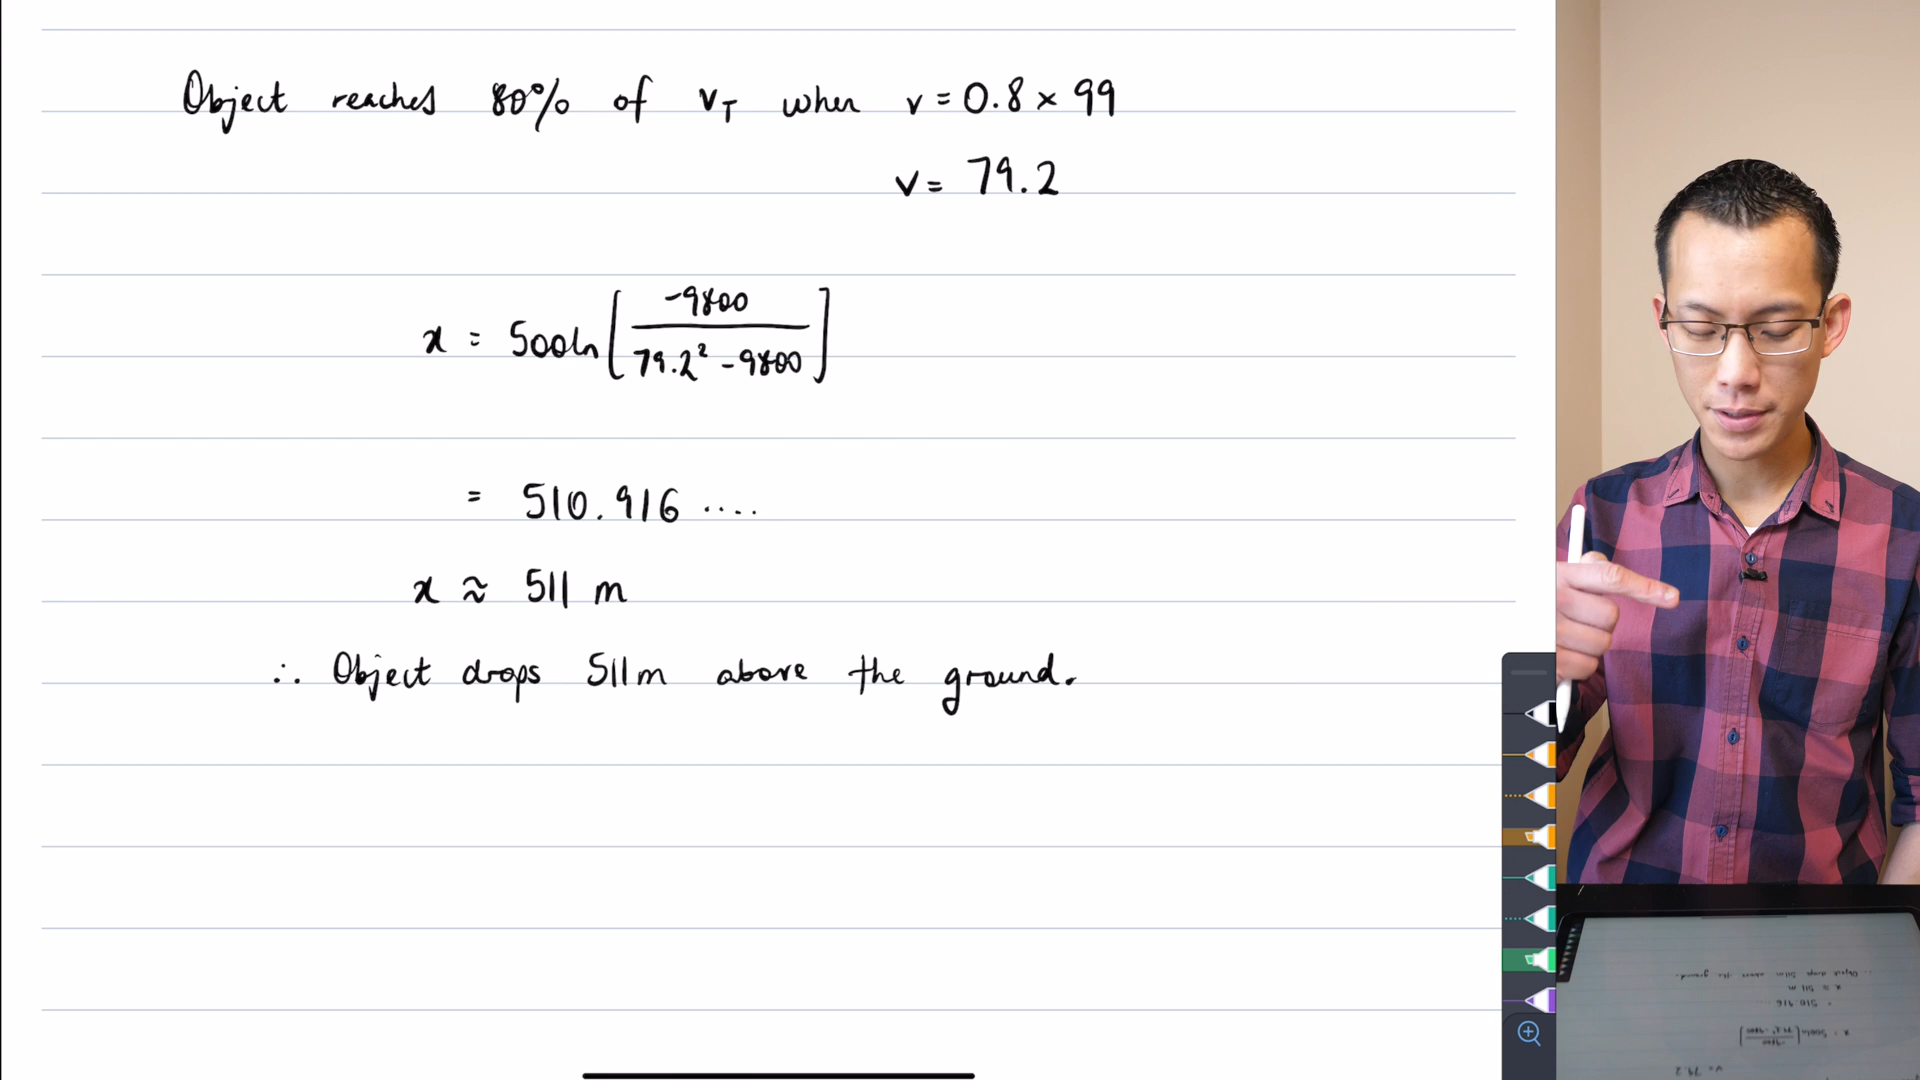 Object reaches 80% of v_T when v = 0.8 × 99
v = 79.2
x = 500ln[-9800 / (79.2² - 9800)]
= 510.916 ....
x ≈ 511 m
∴ Object drops 511m above the ground.